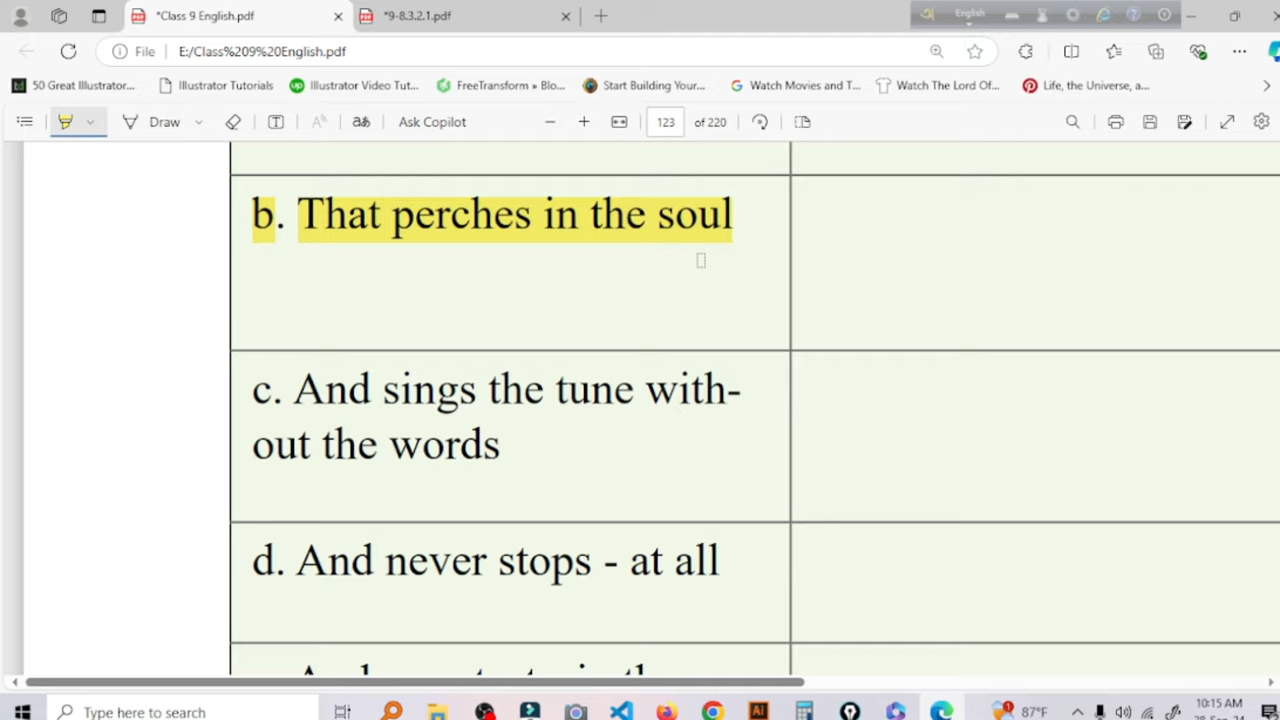 *Class 9 English.pdf
*9-8.3.2.1.pdf
English
File
E:/Class%209%20English.pdf
50 Great Illustrator...
Illustrator Tutorials
Illustrator Video Tut...
FreeTransform » Blo...
Start Building Your...
Watch Movies and T...
Watch The Lord Of...
Life, the Universe, a...
Draw
Ask Copilot
123 of 220
b. That perches in the soul
c. And sings the tune with-
out the words
d. And never stops - at all
Type here to search
87°F
10:15 AM